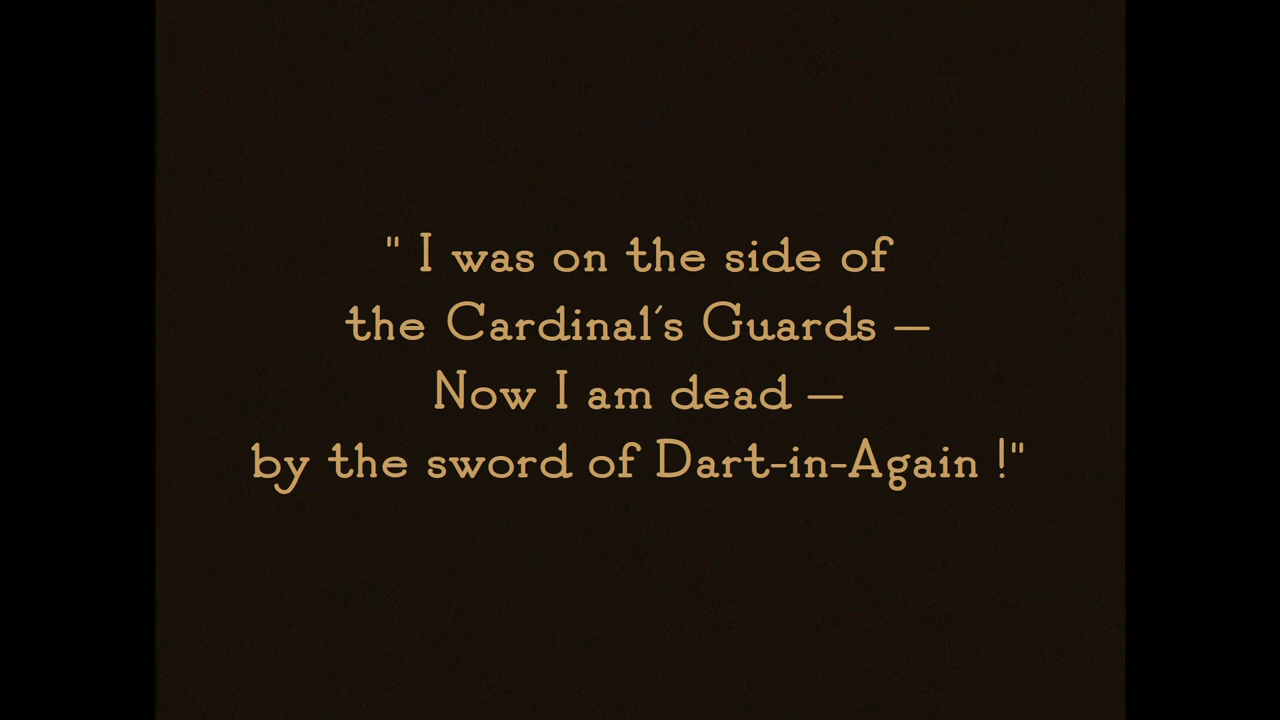 " I was on the side of
the Cardinal's Guards —
Now I am dead —
by the sword of Dart-in-Again !"